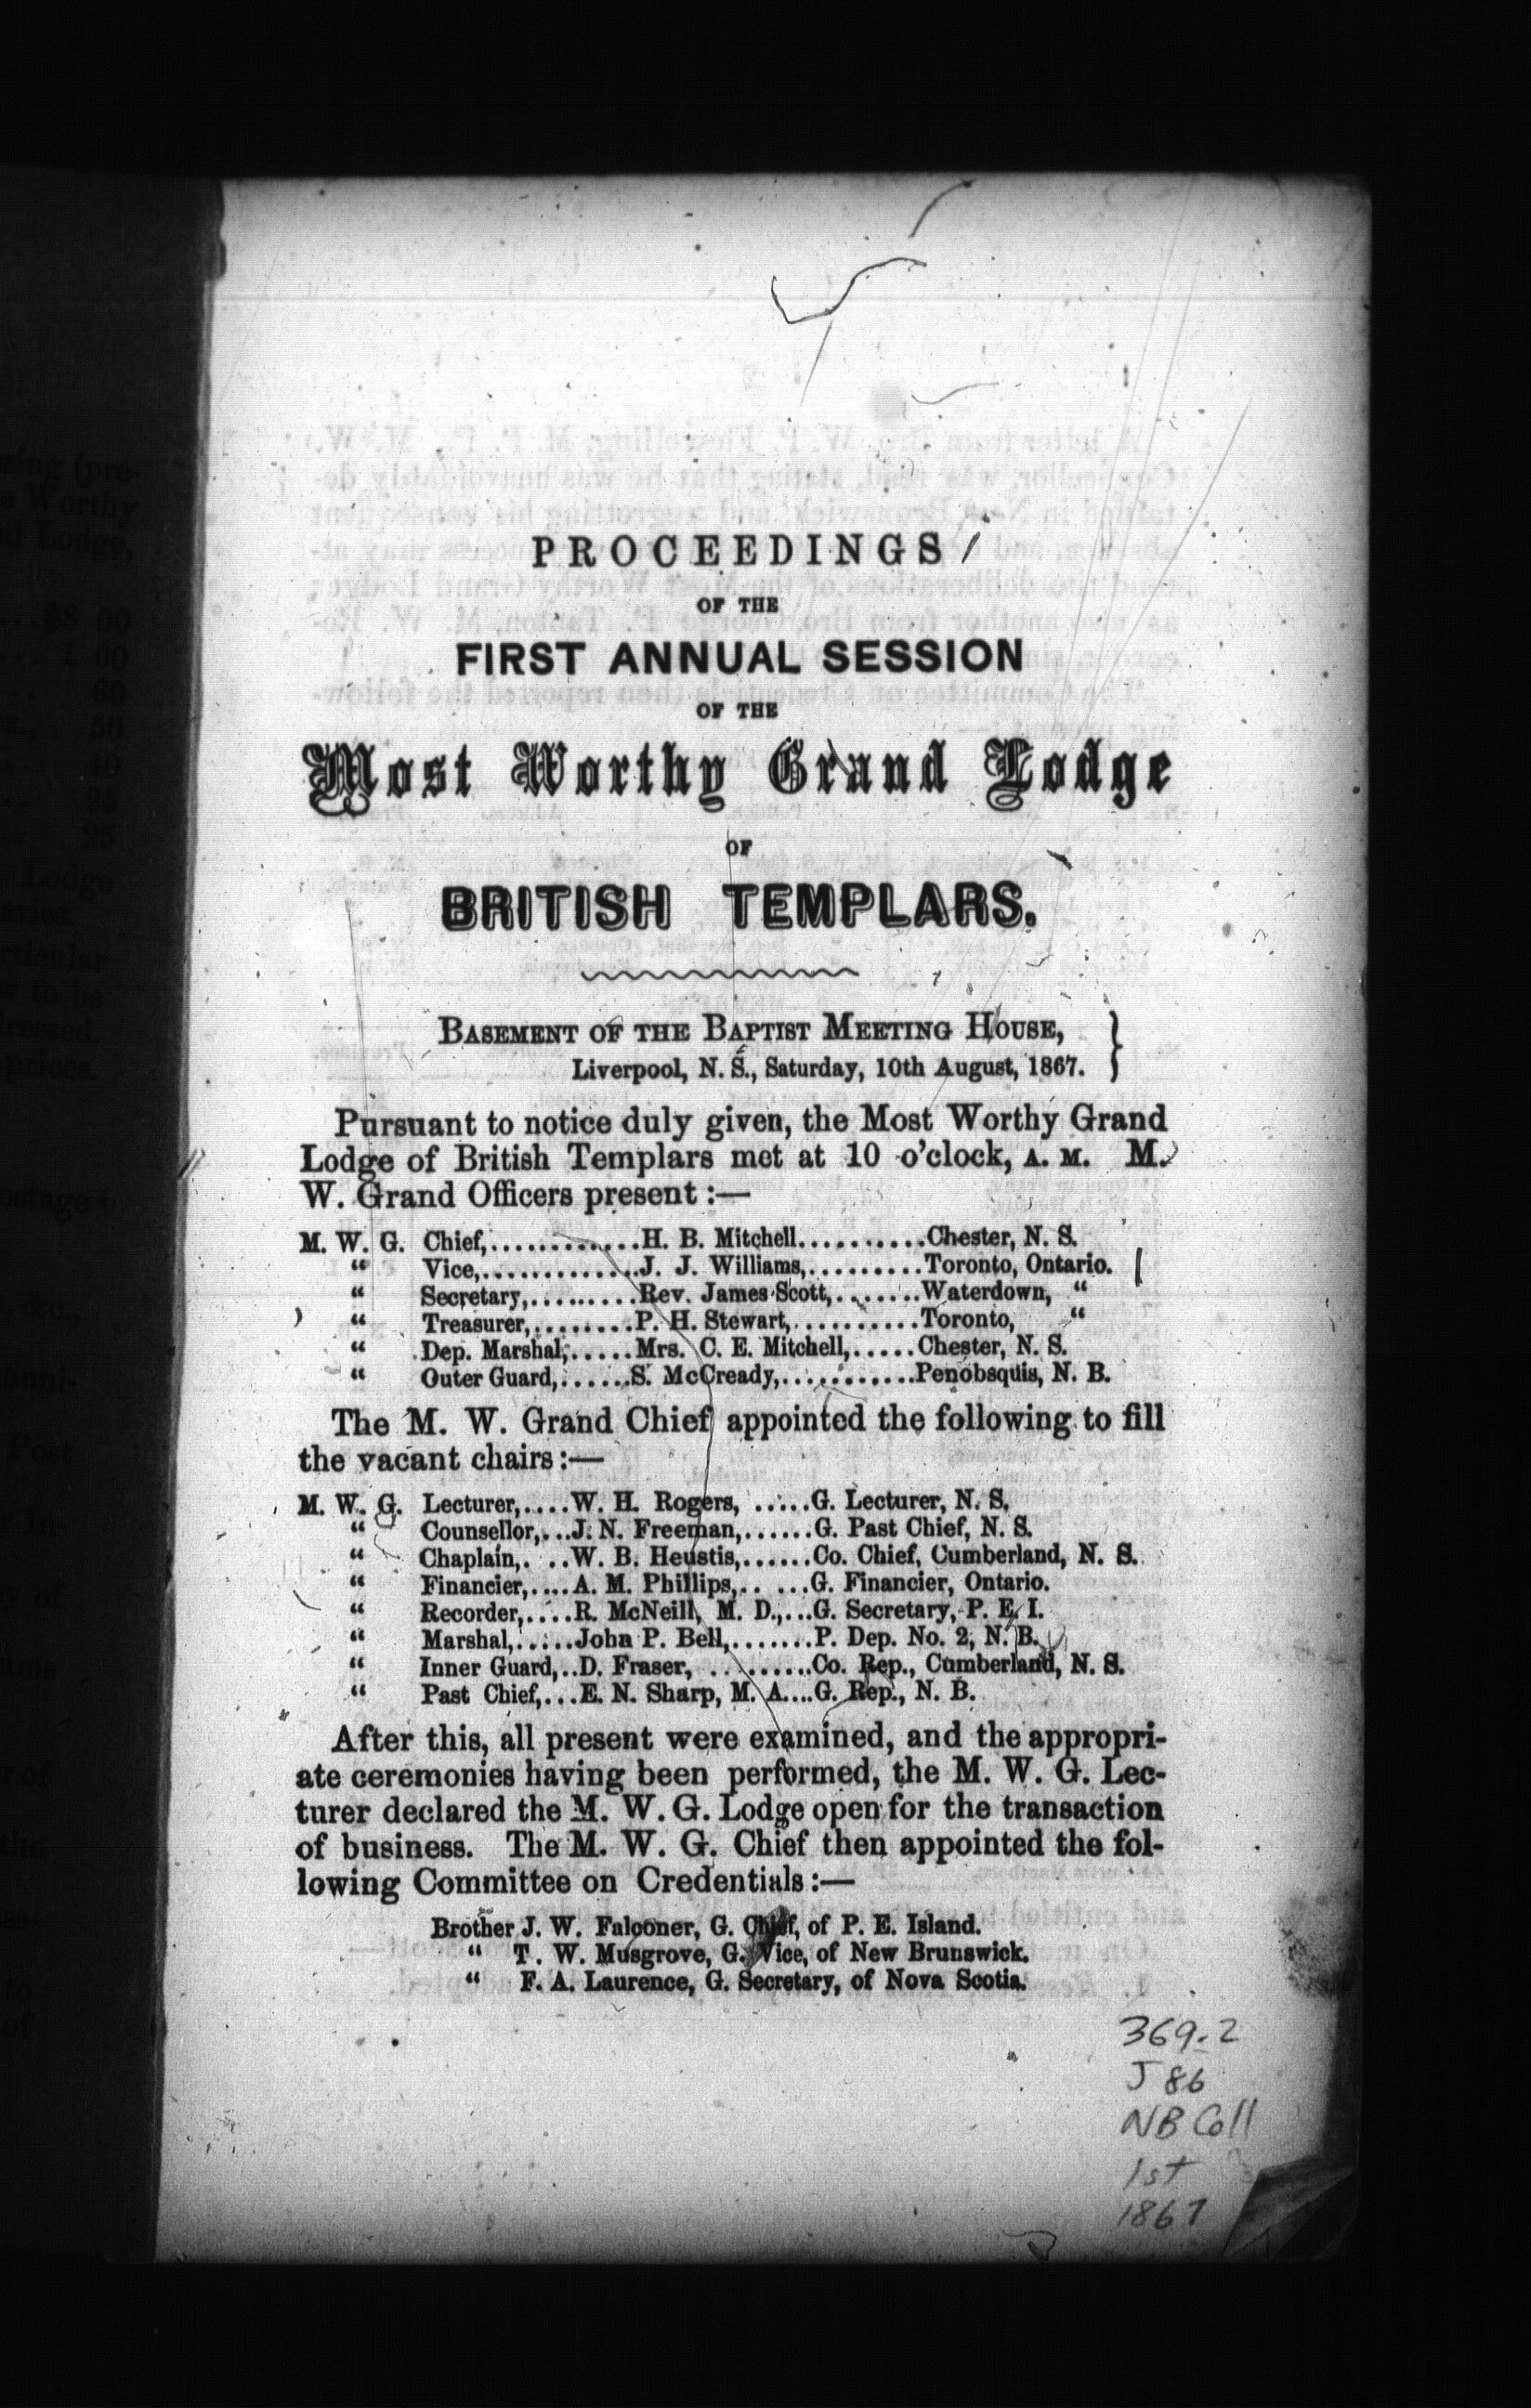 PROCEEDINGS
OF THE
FIRST ANNUAL SESSION
OF THE
Most Worthy Grand Lodge
OF
BRITISH TEMPLARS.
BASEMENT OF THE BAPTIST MEETING HOUSE, }
Liverpool, N. S., Saturday, 10th August, 1867.
Pursuant to notice duly given, the Most Worthy Grand
Lodge of British Templars met at 10 o'clock, A. M. M.
W. Grand Officers present :—
M. W. G. Chief,............H. B. Mitchell..........Chester, N. S.
“ Vice,.............J. J. Williams,.........Toronto, Ontario.
“ Secretary,.........Rev. James Scott,.......Waterdown, “
“ Treasurer,........P. H. Stewart,..........Toronto, “
“ Dep. Marshal,.....Mrs. C. E. Mitchell,.....Chester, N. S.
“ Outer Guard,......S. McCready,...........Penobsquis, N. B.
The M. W. Grand Chief appointed the following to fill
the vacant chairs :—
M. W. G. Lecturer,....W. H. Rogers, .....G. Lecturer, N. S.
“ Counsellor,...J. N. Freeman,......G. Past Chief, N. S.
“ Chaplain,. ..W. B. Heustis,......Co. Chief, Cumberland, N. S.
“ Financier,....A. M. Phillips,.. ...G. Financier, Ontario.
“ Recorder,....R. McNeill, M. D.,...G. Secretary, P. E. I.
“ Marshal,.....John P. Bell,.......P. Dep. No. 2, N. B.
“ Inner Guard,..D. Fraser, .........Co. Rep., Cumberland, N. S.
“ Past Chief,...E. N. Sharp, M. A....G. Rep., N. B.
After this, all present were examined, and the appropri-
ate ceremonies having been performed, the M. W. G. Lec-
turer declared the M. W. G. Lodge open for the transaction
of business. The M. W. G. Chief then appointed the fol-
lowing Committee on Credentials :—
Brother J. W. Falconer, G. Chief, of P. E. Island.
“ T. W. Musgrove, G. Vice, of New Brunswick.
“ F. A. Laurence, G. Secretary, of Nova Scotia.
369.2
J 86
NB Coll
1st
1867